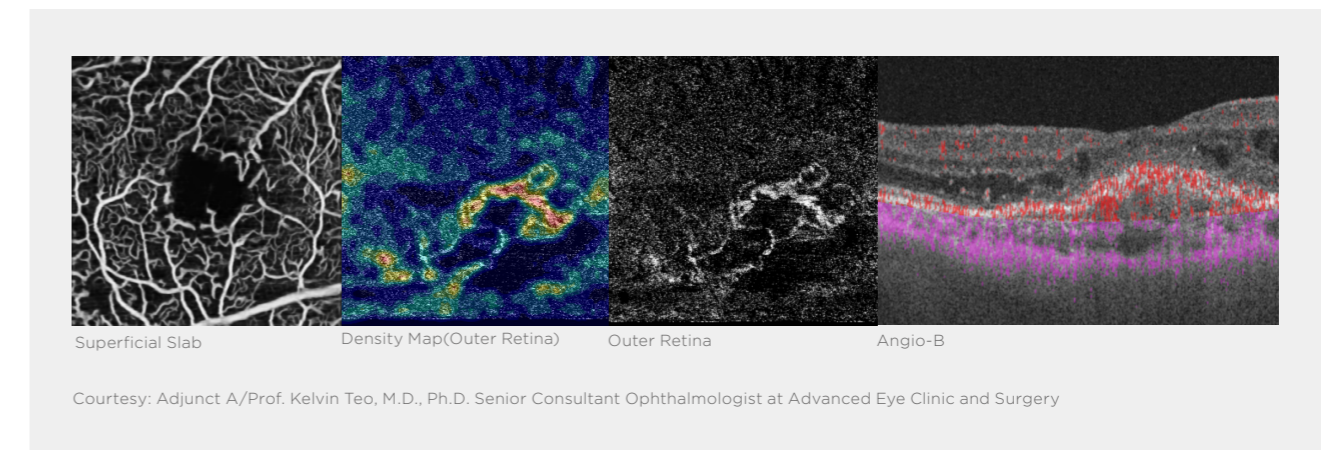 Superficial Slab
Density Map(Outer Retina)
Outer Retina
Angio-B
Courtesy: Adjunct A/Prof. Kelvin Teo, M.D., Ph.D. Senior Consultant Ophthalmologist at Advanced Eye Clinic and Surgery